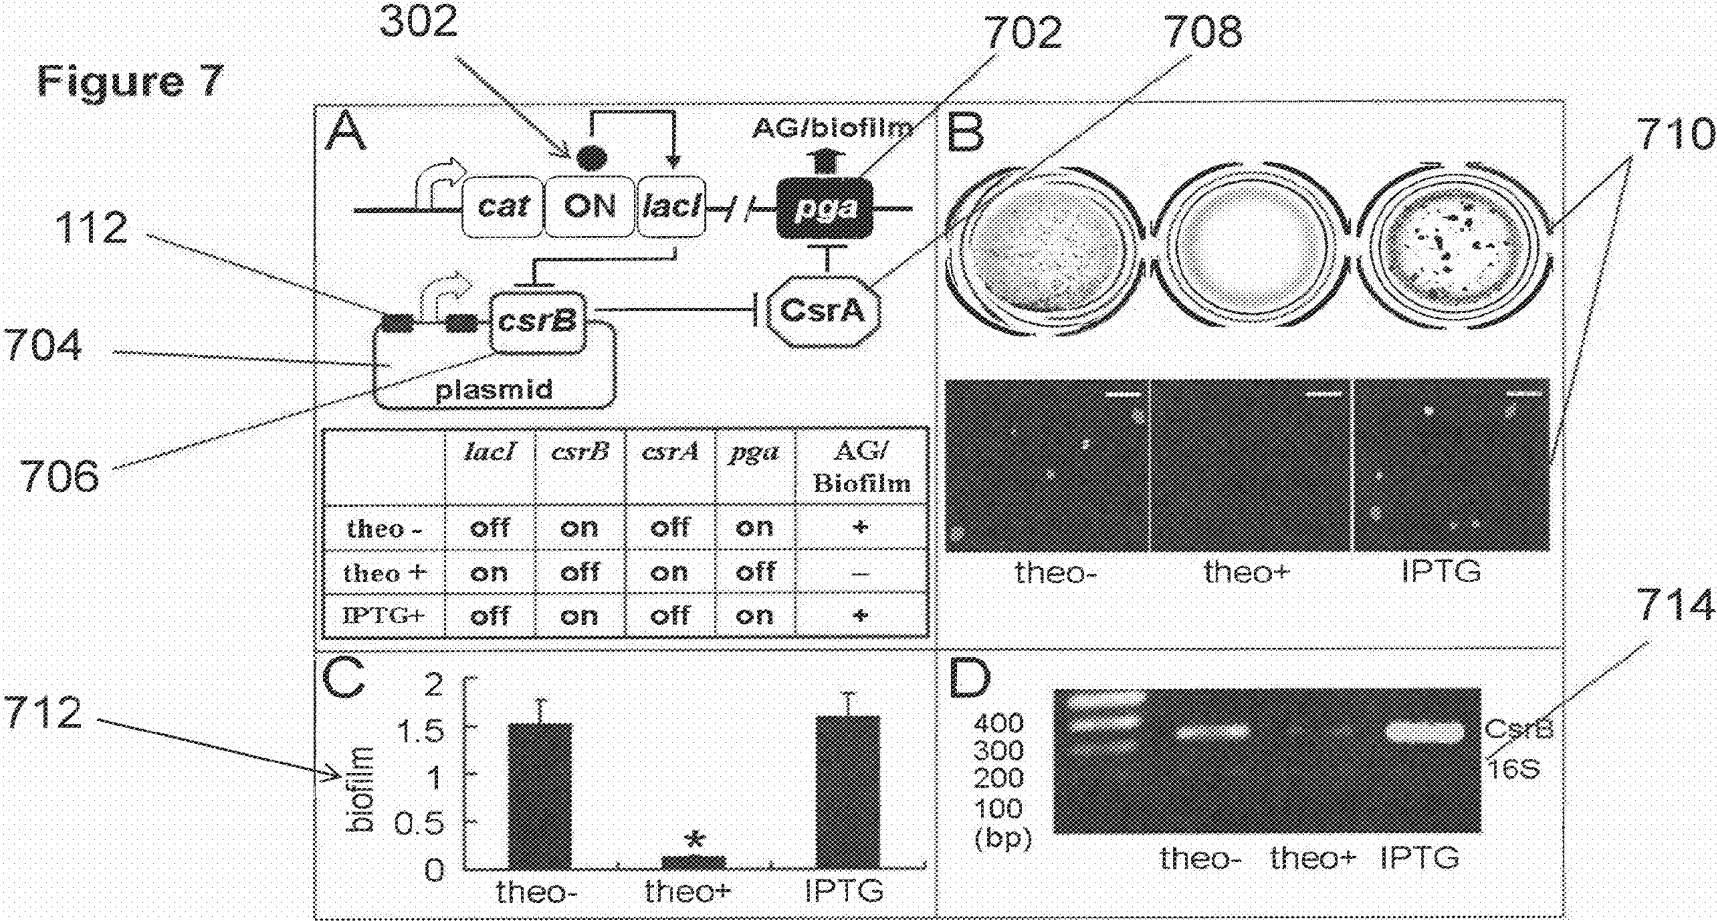 302
702
708
Figure 7
A
AG/biofilm
B
710
cat ON lacI pga
112
csrB
CsrA
704
plasmid
706
lacI csrB csrA pga AG/
Biofilm
theo - off on off on +
theo + on off on off –
IPTG+ off on off on +
theo- theo+ IPTG
714
C
712
biofilm
2
1.5
1
0.5
0
*
theo- theo+ IPTG
D
400
300
200
100
(bp)
CsrB
16S
theo- theo+ IPTG